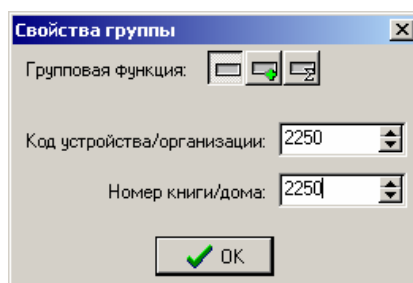 Свойства группы
Групповая функция:
Код устройства/организации: 2250
Номер книги/дома: 2250
OK